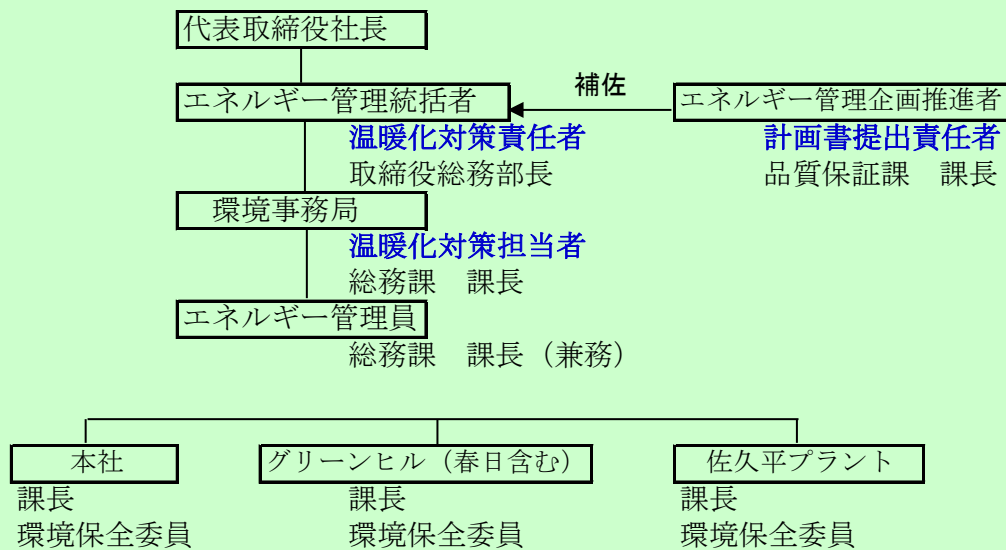 代表取締役社長
補佐
エネルギー管理統括者
エネルギー管理企画推進者
温暖化対策責任者
計画書提出責任者
取締役総務部長
品質保証課　課長
環境事務局
温暖化対策担当者
総務課　課長
エネルギー管理員
総務課　課長（兼務）
本社
グリーンヒル（春日含む）
佐久平プラント
課長
課長
課長
環境保全委員
環境保全委員
環境保全委員